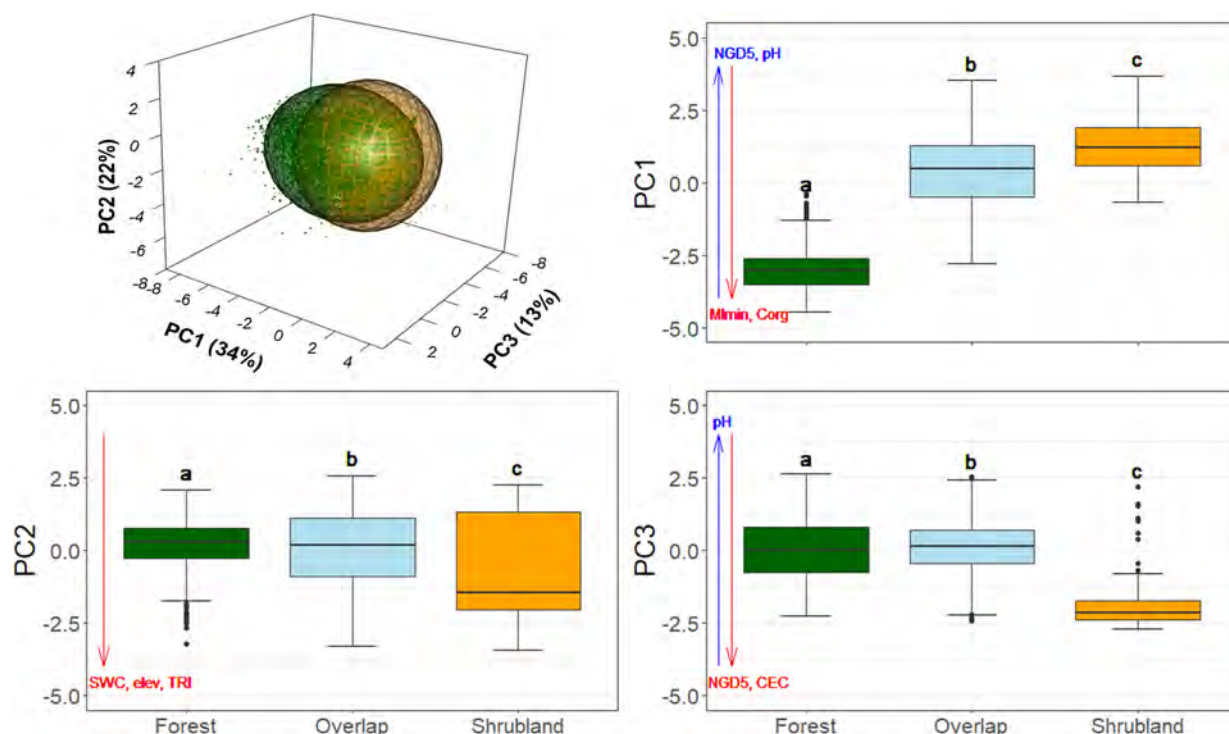 4
2
0
-2
-4
-6
PC2 (22%)
-8
-6
-4
-2
0
2
4
PC1 (34%)
-8
-6
-4
-2
0
2
PC3 (13%)
5.0
2.5
0.0
-2.5
-5.0
PC1
NGD5, pH
MImin, Corg
a
b
c
5.0
2.5
0.0
-2.5
-5.0
PC2
SWC, elev, TRI
a
b
c
Forest Overlap Shrubland
5.0
2.5
0.0
-2.5
-5.0
PC3
pH
NGD5, CEC
a
b
c
Forest Overlap Shrubland